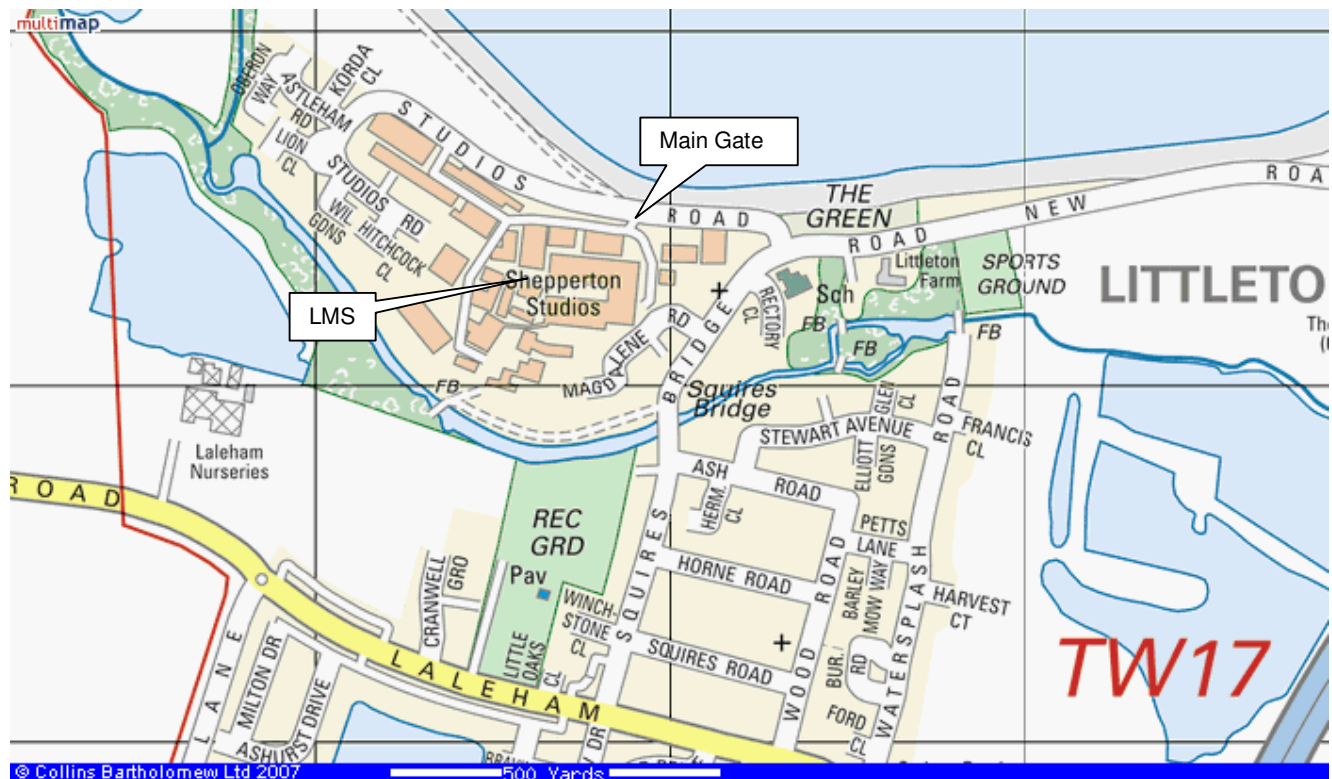 multimap
OBERON
WAY
ASTLEHAM
RD
KORDA
CL
LION
CL
STUDIOS
RD
WIL
GDNS
HITCHCOCK
CL
STUDIOS
ROAD
Main Gate
THE
GREEN
NEW
ROAD
ROA
Littleton
Farm
SPORTS
GROUND
LITTLETO
Shepperton
Studios
LMS
Sch
RECTORY
CL
FB
FB
FB
FB
MAGDALENE
RD
BRIDGE
Squires
Bridge
The
Laleham
Nurseries
GLEN
CL
STEWART AVENUE
ROAD
FRANCIS
CL
ELLIOTT
GDNS
ASH
ROAD
HERM.
CL
ROAD
REC
GRD
Pav
PETTS
LANE
CRANWELL
GRO
HORNE ROAD
BARLEY
MOW WAY
HARVEST
CT
WINCH-
STONE
CL
SQUIRES
LITTLE
OAKS
CL
SQUIRES ROAD
WOOD ROAD
BUR.
RD
WATERSPLASH
TW17
LANE
MILTON DR
LALEHAM
FORD
CL
ASHURST DRIVE
DR
© Collins Bartholomew Ltd 2007
500 Yards